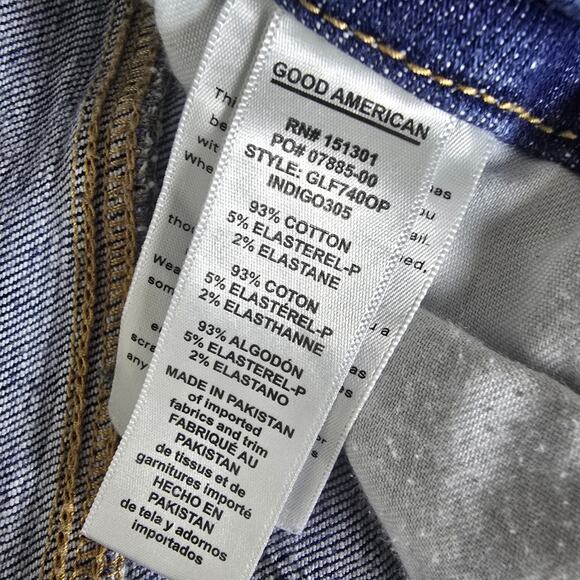 GOOD AMERICAN
RN# 151301
PO# 07885-00
STYLE: GLF740OP
INDIGO305
93% COTTON
5% ELASTEREL-P
2% ELASTANE
93% COTON
5% ELASTEREL-P
2% ELASTHANNE
93% ALGODÓN
5% ELASTEREL-P
2% ELASTANO
MADE IN PAKISTAN
of imported
fabrics and trim
FABRIQUÉ AU
PAKISTAN
de tissus et de
garnitures importé
HECHO EN
PAKISTAN
de tela y adornos
importados